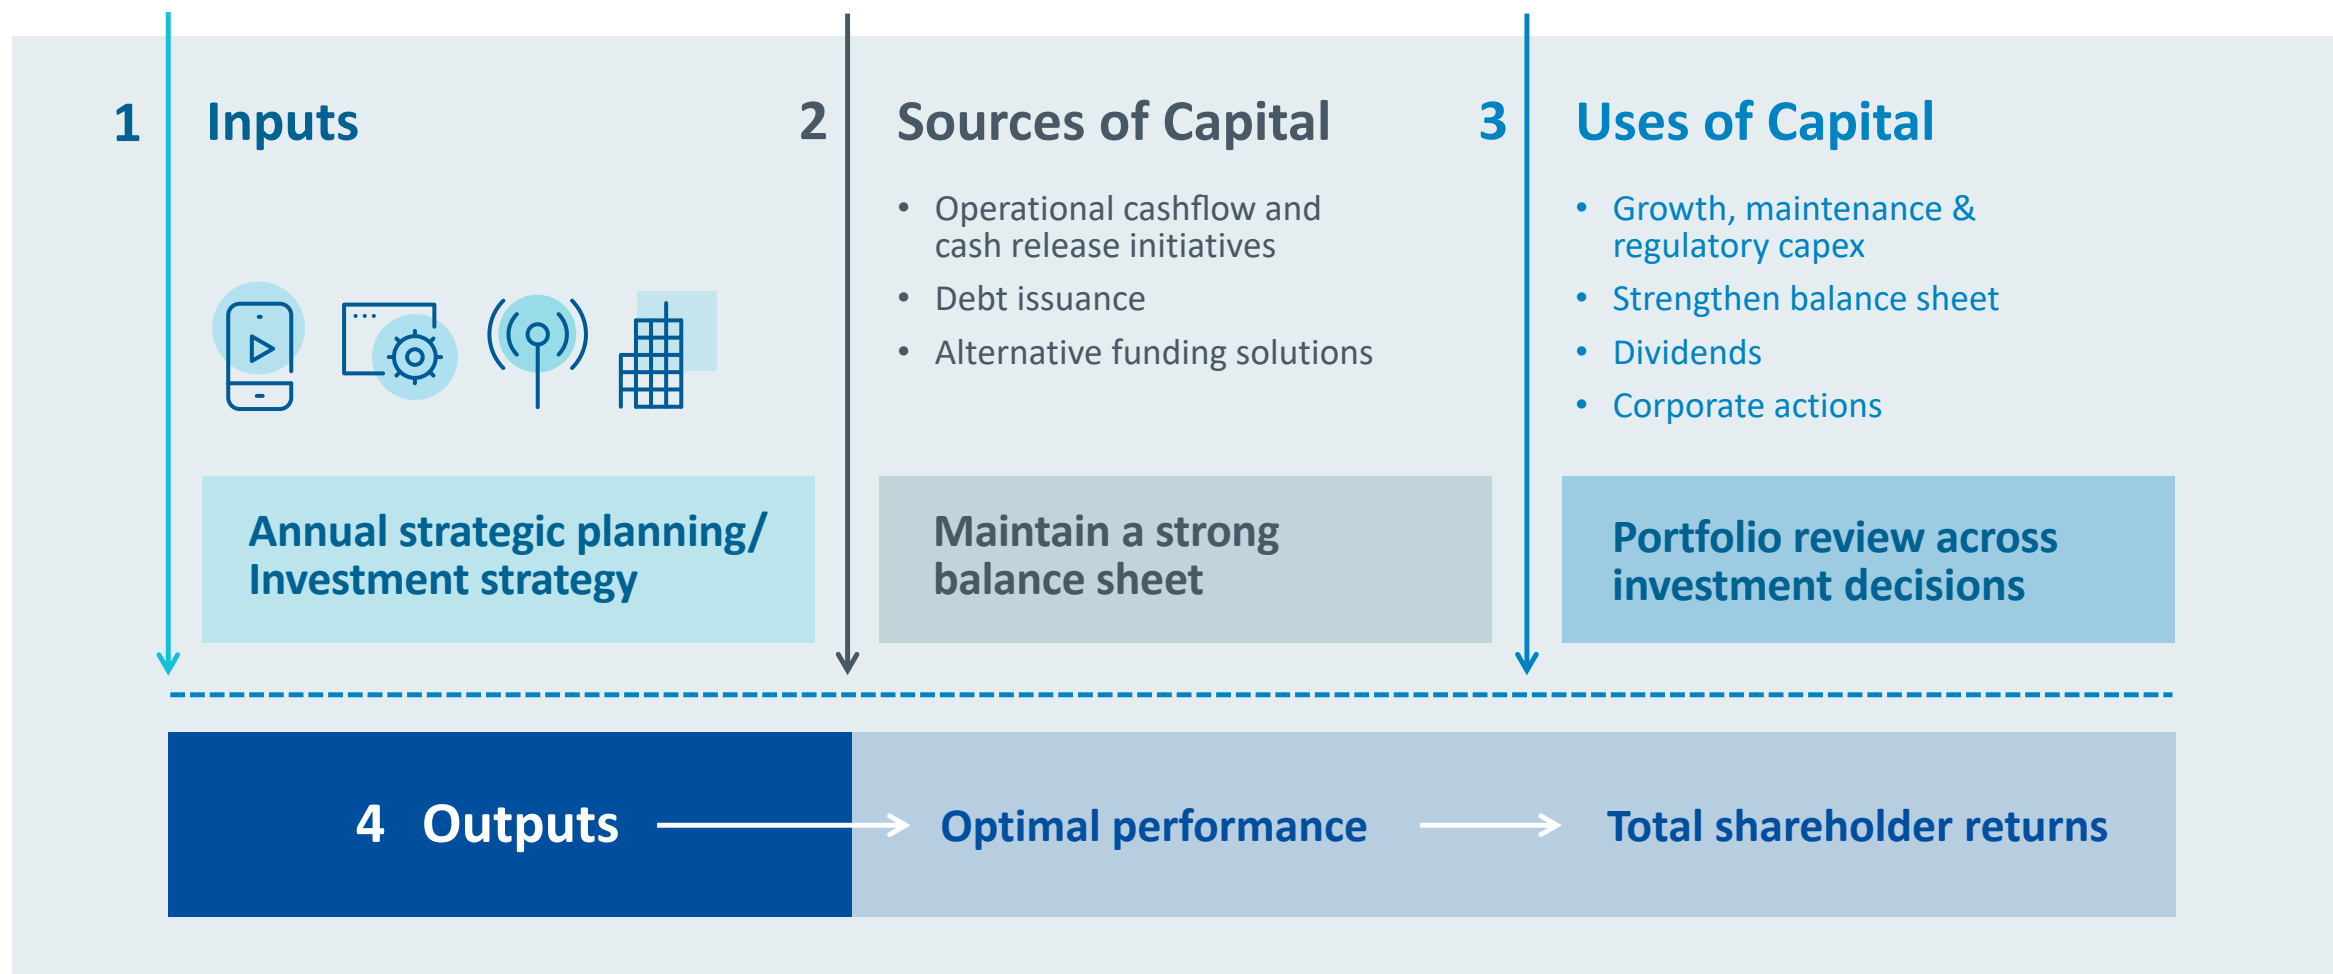 1 Inputs
Annual strategic planning/
Investment strategy
2 Sources of Capital
• Operational cashflow and
cash release initiatives
• Debt issuance
• Alternative funding solutions
Maintain a strong
balance sheet
3 Uses of Capital
• Growth, maintenance &
regulatory capex
• Strengthen balance sheet
• Dividends
• Corporate actions
Portfolio review across
investment decisions
4 Outputs
Optimal performance
Total shareholder returns